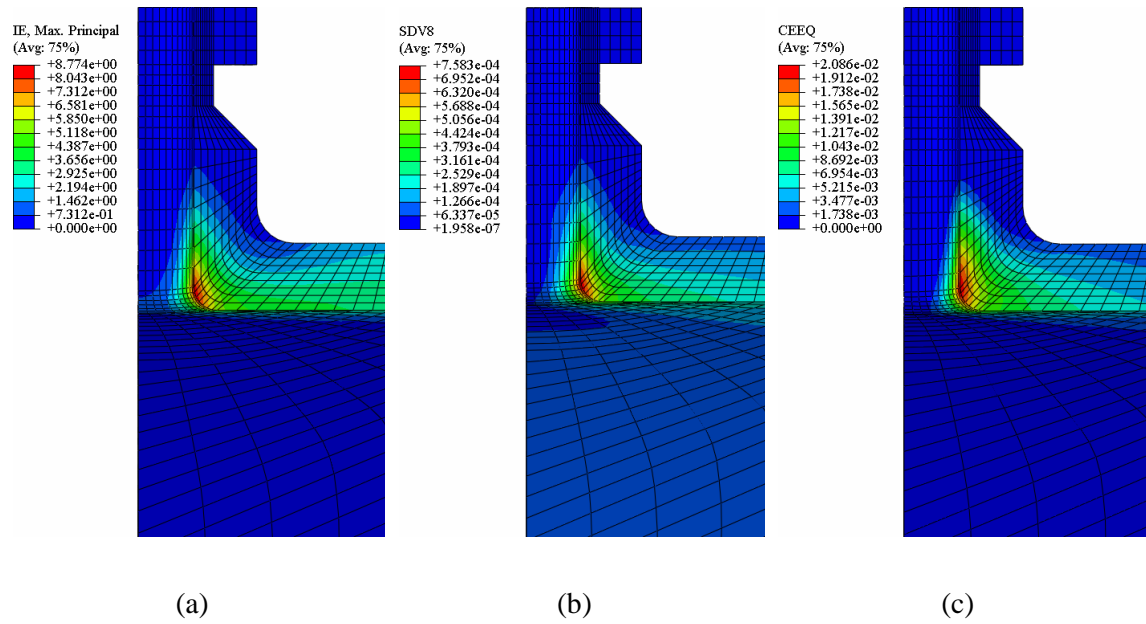 IE, Max. Principal
(Avg: 75%)
+8.774e+00
+8.043e+00
+7.312e+00
+6.581e+00
+5.850e+00
+5.118e+00
+4.387e+00
+3.656e+00
+2.925e+00
+2.194e+00
+1.462e+00
+7.312e-01
+0.000e+00
SDV8
(Avg: 75%)
+7.583e-04
+6.952e-04
+6.320e-04
+5.688e-04
+5.056e-04
+4.424e-04
+3.793e-04
+3.161e-04
+2.529e-04
+1.897e-04
+1.266e-04
+6.337e-05
+1.958e-07
CEEQ
(Avg: 75%)
+2.086e-02
+1.912e-02
+1.738e-02
+1.565e-02
+1.391e-02
+1.217e-02
+1.043e-02
+8.692e-03
+6.954e-03
+5.215e-03
+3.477e-03
+1.738e-03
+0.000e+00
(a)
(b)
(c)